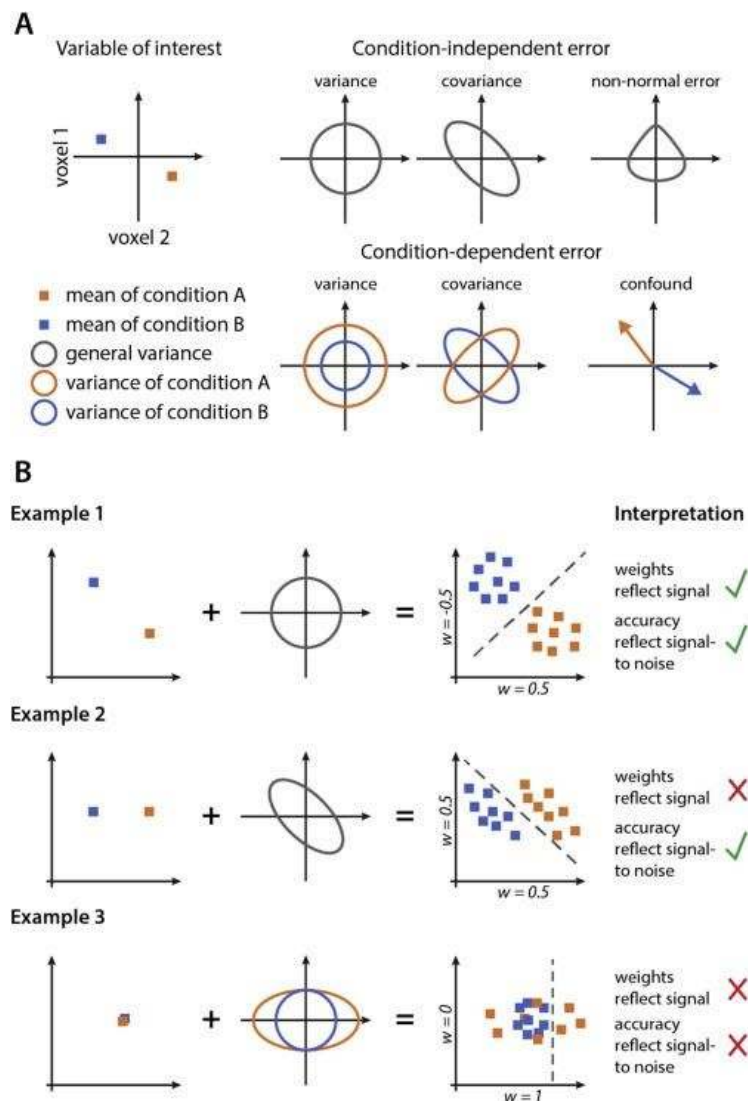 A
Variable of interest
voxel 1
voxel 2
Condition-independent error
variance
covariance
non-normal error
Condition-dependent error
variance
covariance
confound
mean of condition A
mean of condition B
general variance
variance of condition A
variance of condition B
B
Example 1
Interpretation
+
=
w = -0.5
w = 0.5
weights
reflect signal
accuracy
reflect signal-
to noise
Example 2
+
=
w = 0.5
w = 0.5
weights
reflect signal
accuracy
reflect signal-
to noise
Example 3
+
=
w = 0
w = 1
weights
reflect signal
accuracy
reflect signal-
to noise